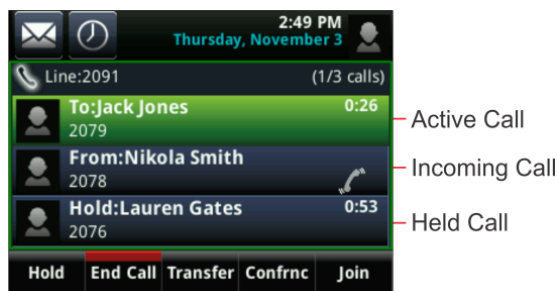 2:49 PM
Thursday, November 3
Line:2091 (1/3 calls)
To:Jack Jones 0:26
2079
Active Call
From:Nikola Smith
2078
Incoming Call
Hold:Lauren Gates 0:53
2076
Held Call
Hold End Call Transfer Confrnc Join